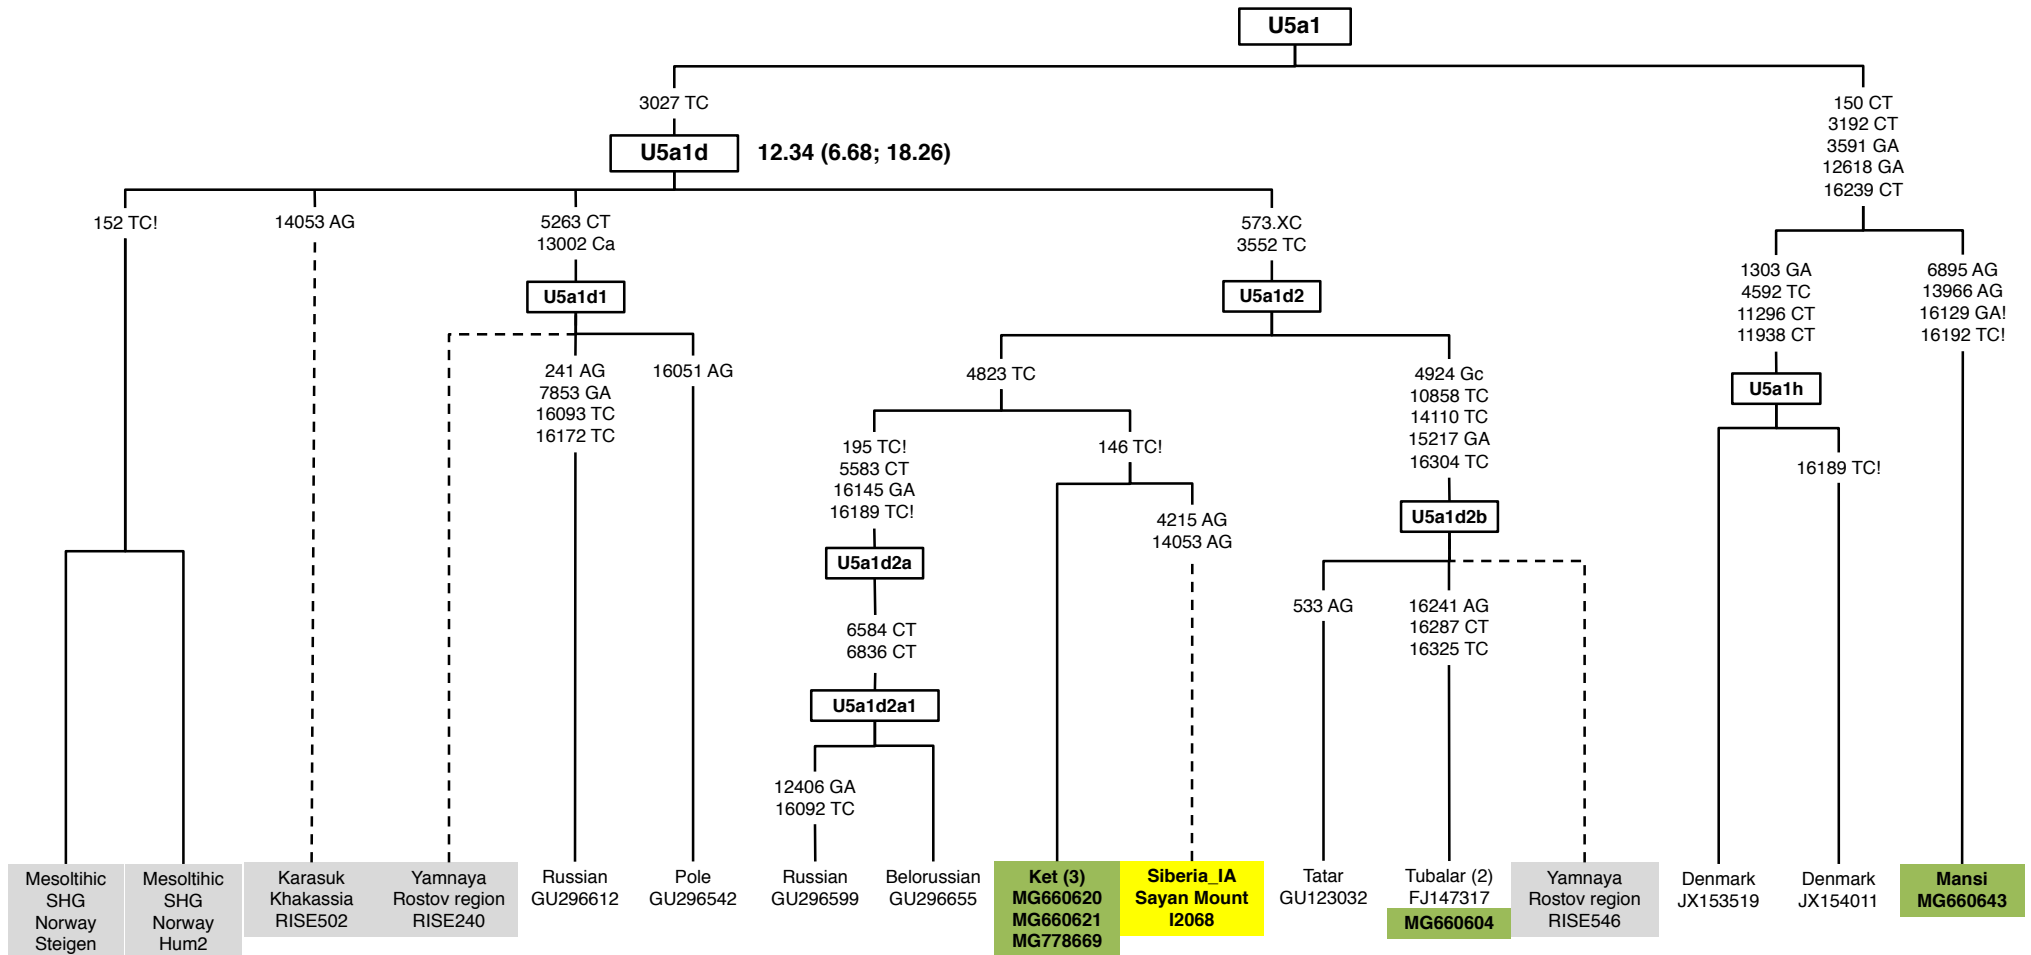 U5a1
3027 TC
150 CT
3192 CT
3591 GA
12618 GA
16239 CT
U5a1d
12.34 (6.68; 18.26)
152 TC!
14053 AG
5263 CT
13002 Ca
573.XC
3552 TC
U5a1d1
U5a1d2
1303 GA
4592 TC
11296 CT
11938 CT
6895 AG
13966 AG
16129 GA!
16192 TC!
241 AG
7853 GA
16093 TC
16172 TC
16051 AG
4823 TC
4924 Gc
10858 TC
14110 TC
15217 GA
16304 TC
U5a1h
195 TC!
5583 CT
16145 GA
16189 TC!
146 TC!
16189 TC!
4215 AG
14053 AG
U5a1d2b
U5a1d2a
533 AG
16241 AG
16287 CT
16325 TC
6584 CT
6836 CT
U5a1d2a1
12406 GA
16092 TC
Mesoltihic
SHG
Norway
Steigen
Mesoltihic
SHG
Norway
Hum2
Karasuk
Khakassia
RISE502
Yamnaya
Rostov region
RISE240
Russian
GU296612
Pole
GU296542
Russian
GU296599
Belorussian
GU296655
Ket (3)
MG660620
MG660621
MG778669
Siberia_IA
Sayan Mount
I2068
Tatar
GU123032
Tubalar (2)
FJ147317
MG660604
Yamnaya
Rostov region
RISE546
Denmark
JX153519
Denmark
JX154011
Mansi
MG660643